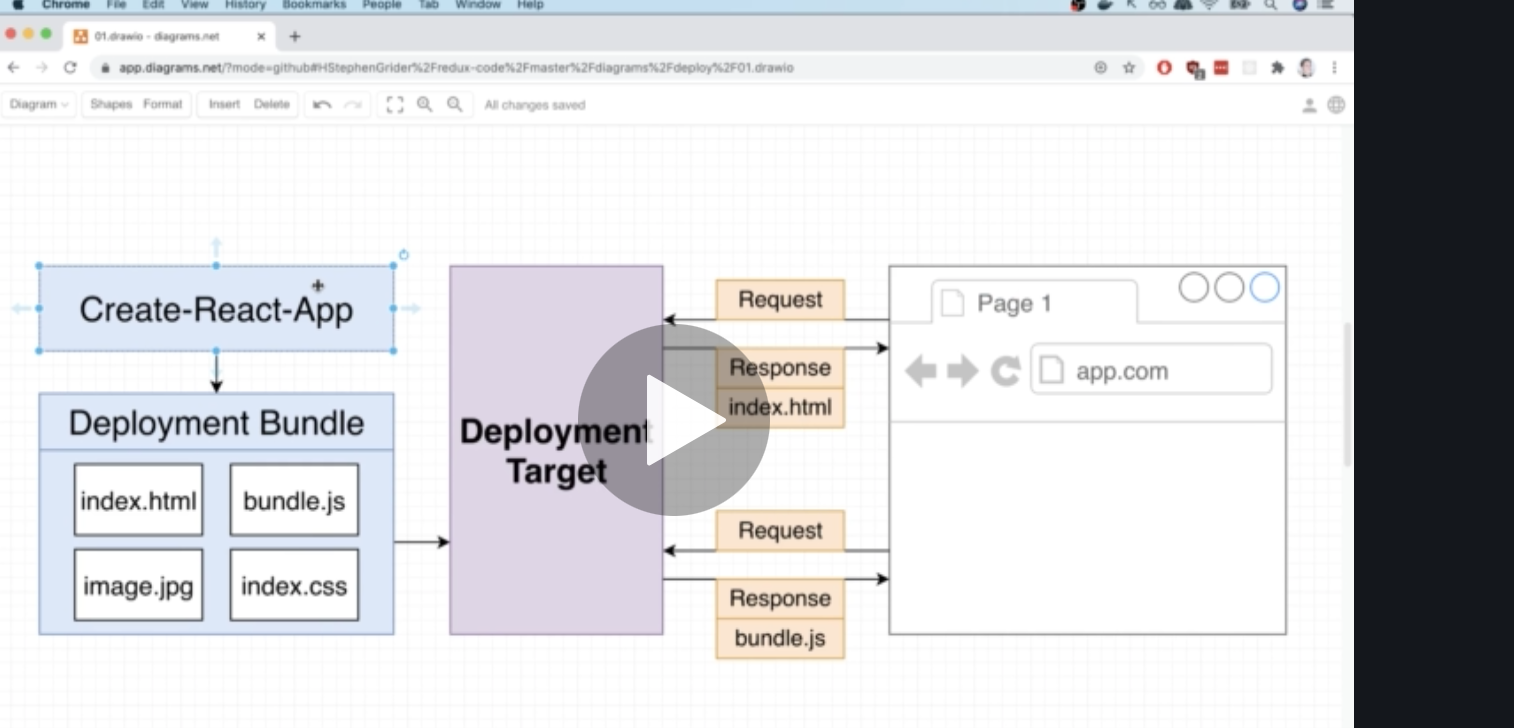 Chrome File Edit View History Bookmarks People Tab Window Help
01.drawio - diagrams.net
app.diagrams.net/?mode=github#HStephenGrider%2Fredux-code%2Fmaster%2Fdiagrams%2Fdeploy%2F01.drawio
Diagram Shapes Format Insert Delete All changes saved
Create-React-App
Deployment Bundle
index.html bundle.js
image.jpg index.css
Deployment
Target
Request
Response
index.html
Request
Response
bundle.js
Page 1
app.com